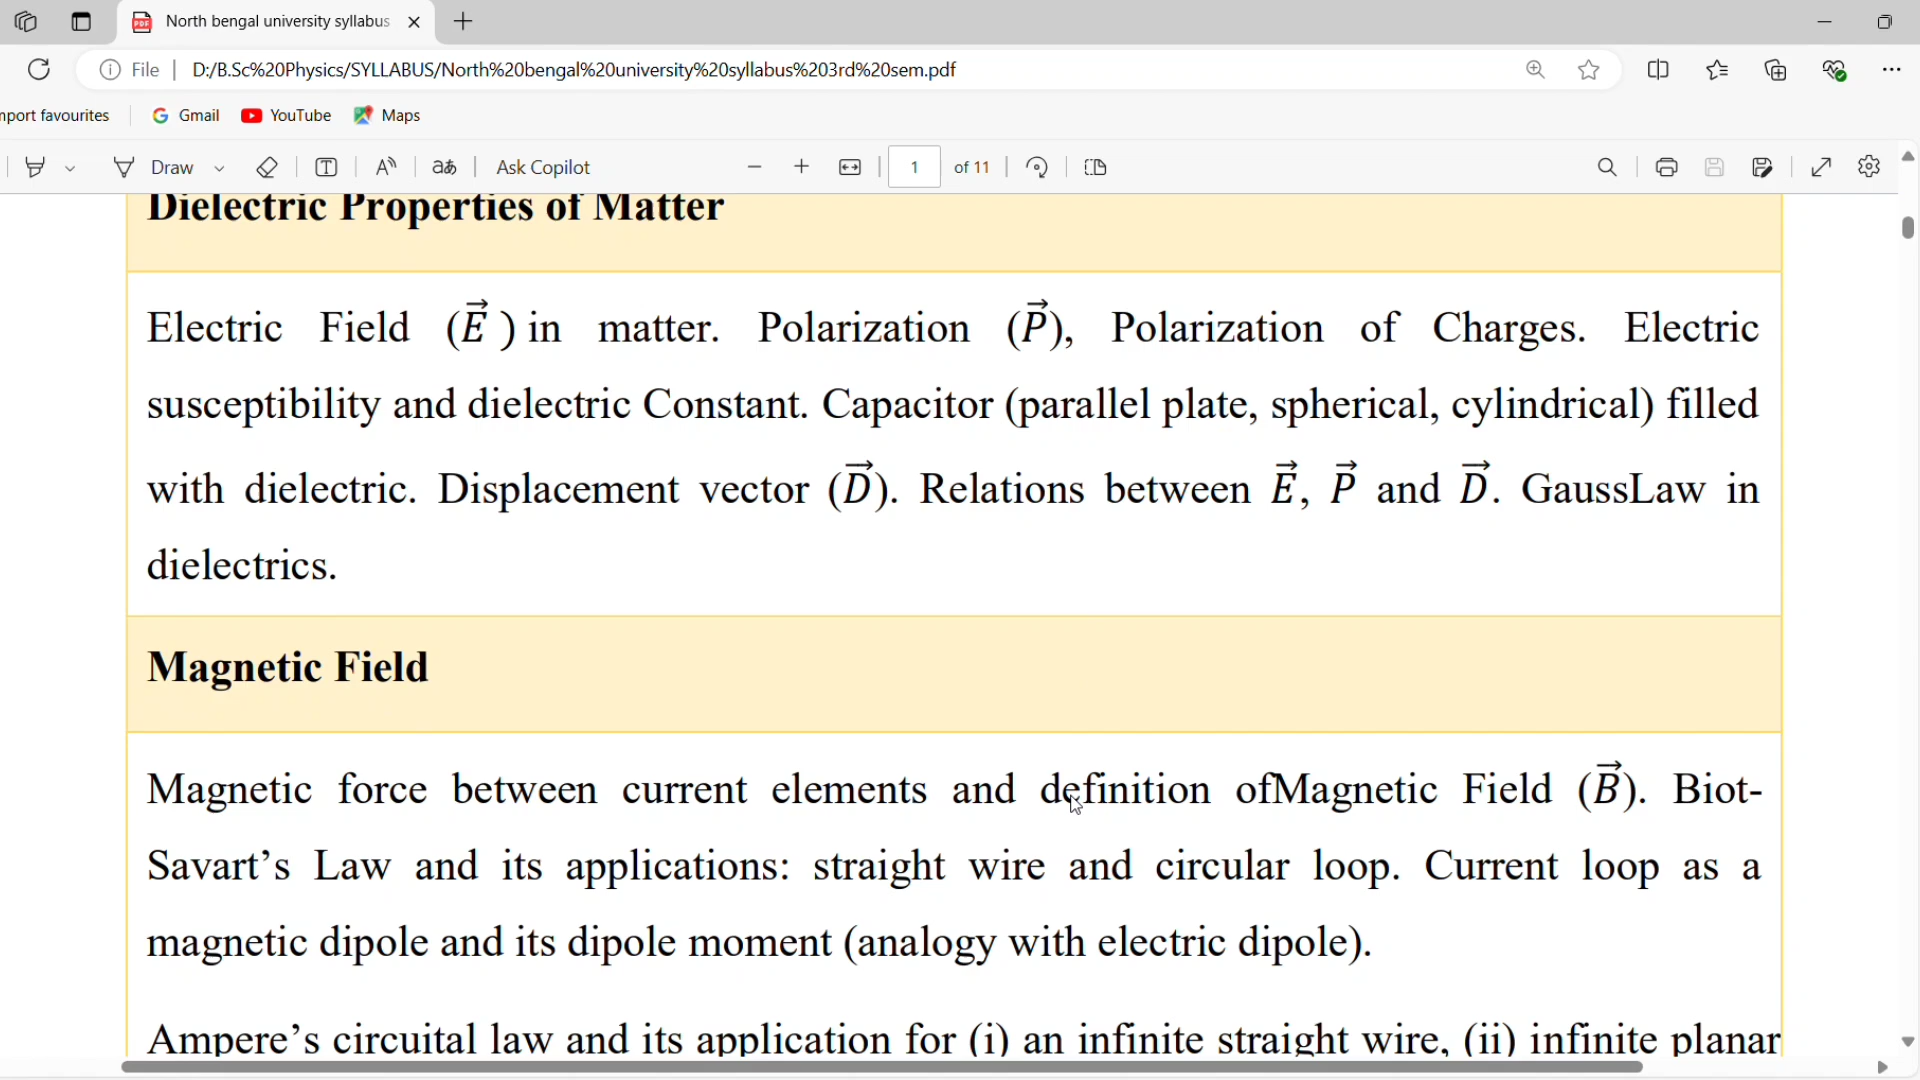 North bengal university syllabus
File D:/B.Sc%20Physics/SYLLABUS/North%20bengal%20university%20syllabus%203rd%20sem.pdf
mport favourites Gmail YouTube Maps
Draw aあ Ask Copilot 1 of 11
Dielectric Properties of Matter
Electric Field (E⃗ ) in matter. Polarization (P⃗), Polarization of Charges. Electric
susceptibility and dielectric Constant. Capacitor (parallel plate, spherical, cylindrical) filled
with dielectric. Displacement vector (D⃗). Relations between E⃗, P⃗ and D⃗. GaussLaw in
dielectrics.
Magnetic Field
Magnetic force between current elements and definition ofMagnetic Field (B⃗). Biot-
Savart’s Law and its applications: straight wire and circular loop. Current loop as a
magnetic dipole and its dipole moment (analogy with electric dipole).
Ampere’s circuital law and its application for (i) an infinite straight wire, (ii) infinite planar